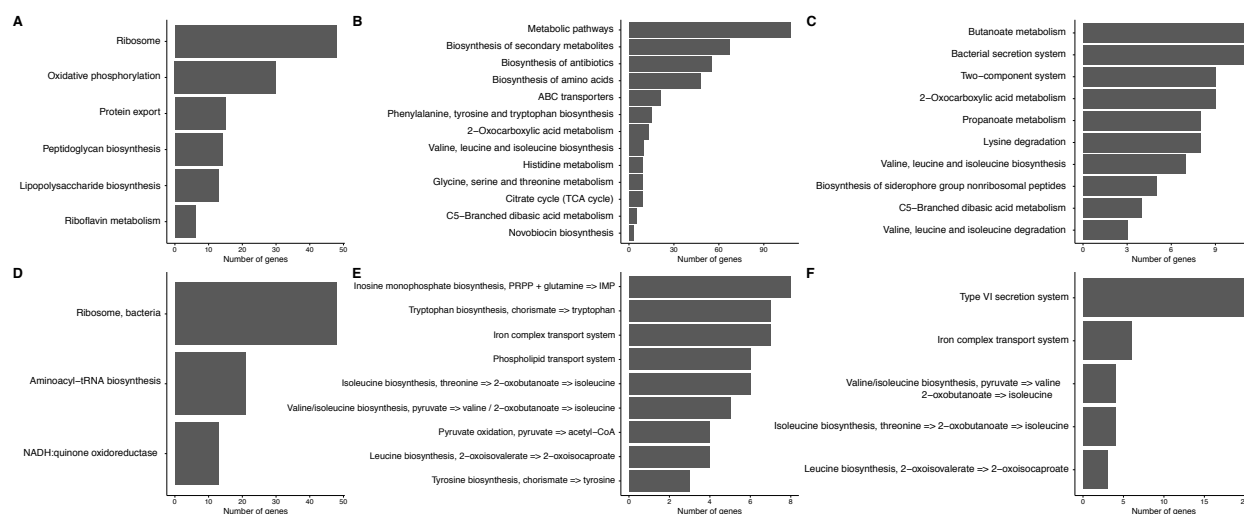 A
Ribosome
Oxidative phosphorylation
Protein export
Peptidoglycan biosynthesis
Lipopolysaccharide biosynthesis
Riboflavin metabolism
0 10 20 30 40 50
Number of genes
B
Metabolic pathways
Biosynthesis of secondary metabolites
Biosynthesis of antibiotics
Biosynthesis of amino acids
ABC transporters
Phenylalanine, tyrosine and tryptophan biosynthesis
2−Oxocarboxylic acid metabolism
Valine, leucine and isoleucine biosynthesis
Histidine metabolism
Glycine, serine and threonine metabolism
Citrate cycle (TCA cycle)
C5−Branched dibasic acid metabolism
Novobiocin biosynthesis
0 30 60 90
Number of genes
C
Butanoate metabolism
Bacterial secretion system
Two−component system
2−Oxocarboxylic acid metabolism
Propanoate metabolism
Lysine degradation
Valine, leucine and isoleucine biosynthesis
Biosynthesis of siderophore group nonribosomal peptides
C5−Branched dibasic acid metabolism
Valine, leucine and isoleucine degradation
0 3 6 9
Number of genes
D
Ribosome, bacteria
Aminoacyl−tRNA biosynthesis
NADH:quinone oxidoreductase
0 10 20 30 40 50
Number of genes
E
Inosine monophosphate biosynthesis, PRPP + glutamine => IMP
Tryptophan biosynthesis, chorismate => tryptophan
Iron complex transport system
Phospholipid transport system
Isoleucine biosynthesis, threonine => 2−oxobutanoate => isoleucine
Valine/isoleucine biosynthesis, pyruvate => valine / 2−oxobutanoate => isoleucine
Pyruvate oxidation, pyruvate => acetyl−CoA
Leucine biosynthesis, 2−oxoisovalerate => 2−oxoisocaproate
Tyrosine biosynthesis, chorismate => tyrosine
0 2 4 6 8
Number of genes
F
Type VI secretion system
Iron complex transport system
Valine/isoleucine biosynthesis, pyruvate => valine
2−oxobutanoate => isoleucine
Isoleucine biosynthesis, threonine => 2−oxobutanoate => isoleucine
Leucine biosynthesis, 2−oxoisovalerate => 2−oxoisocaproate
0 5 10 15 20
Number of genes